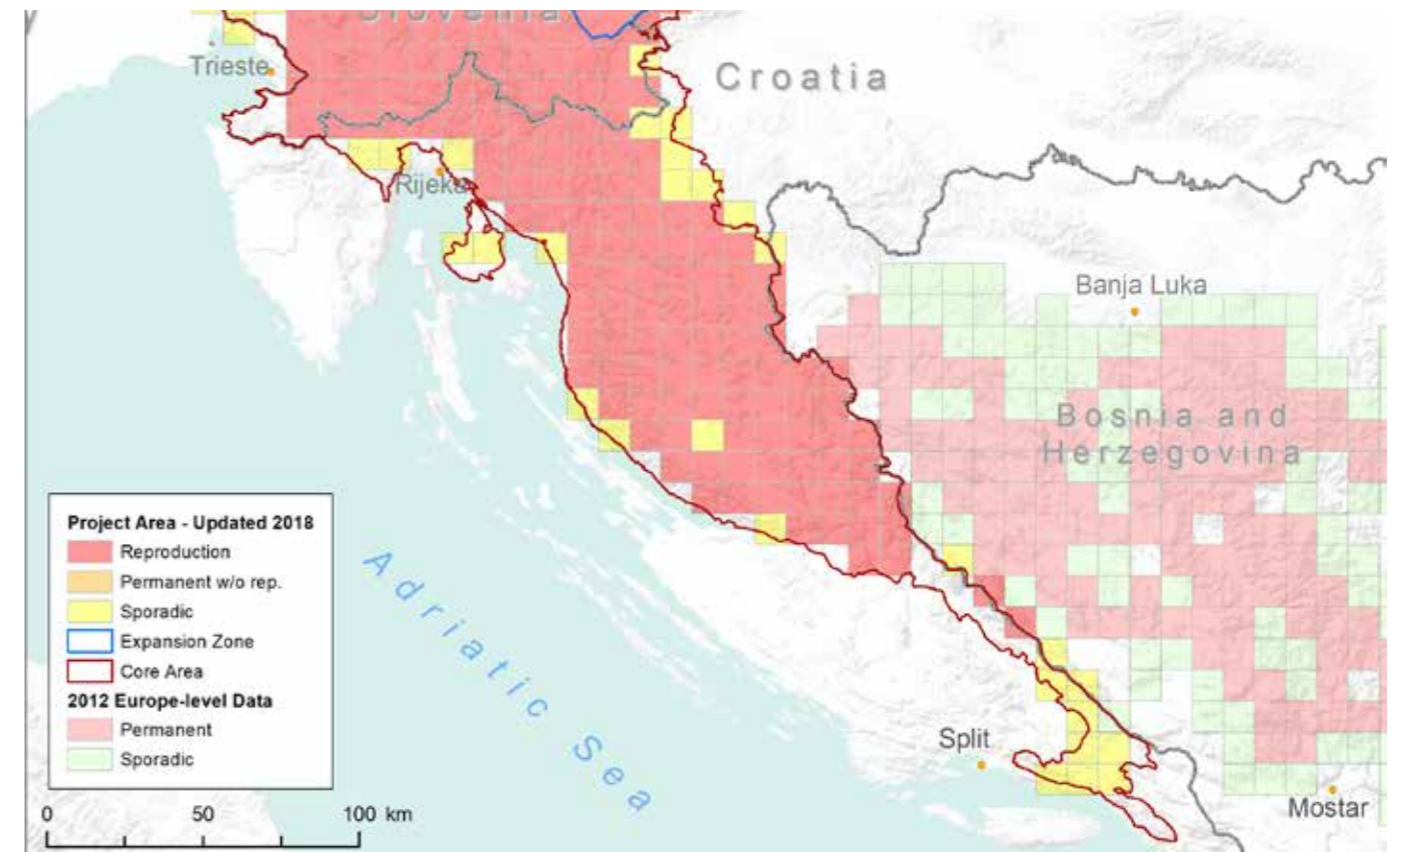 Slovenia
Trieste
Croatia
Rijeka
Banja Luka
Bosnia and
Herzegovina
Project Area - Updated 2018
Reproduction
Permanent w/o rep.
Sporadic
Expansion Zone
Core Area
2012 Europe-level Data
Permanent
Sporadic
Adriatic Sea
Split
Mostar
0 50 100 km